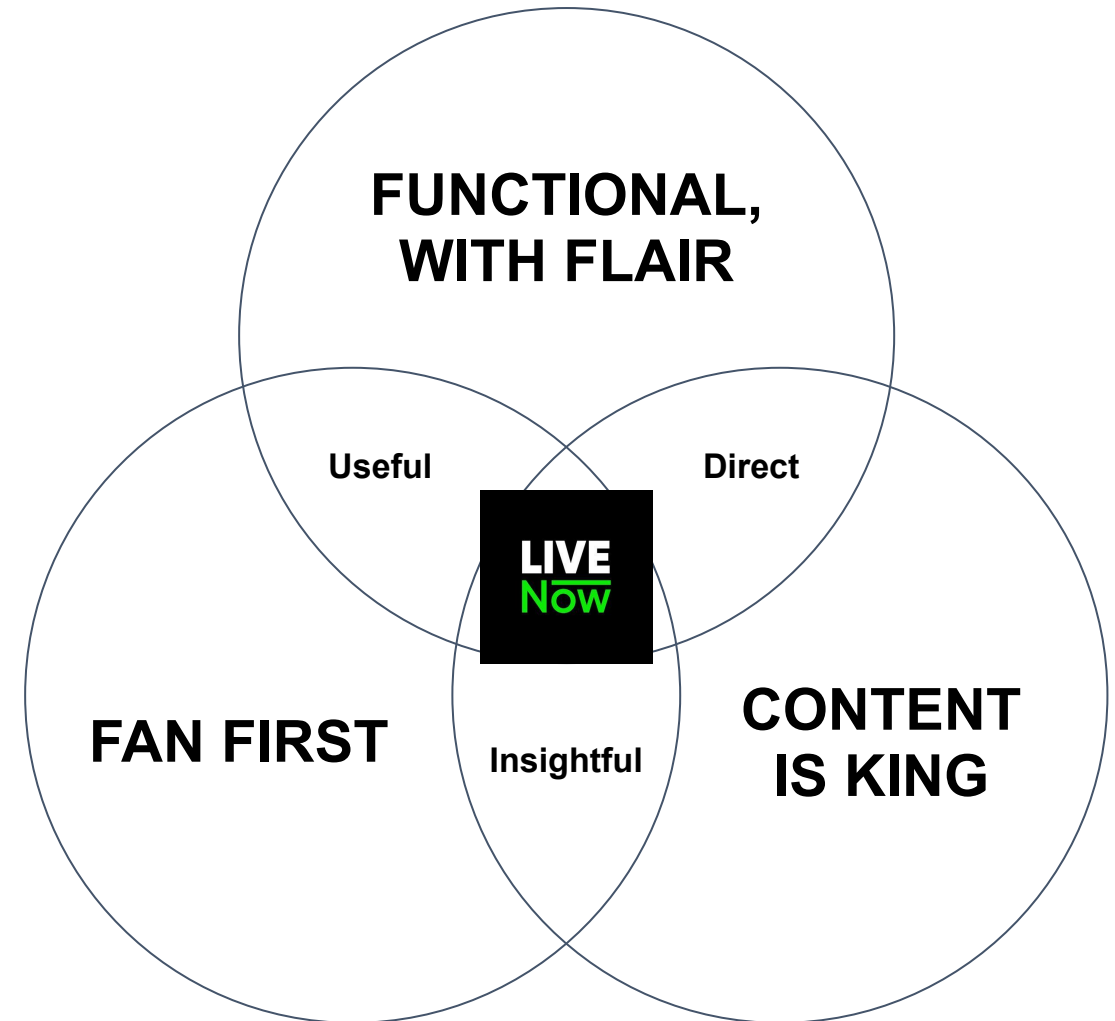 FUNCTIONAL,
WITH FLAIR
Useful
Direct
LIVE
Now
FAN FIRST
Insightful
CONTENT
IS KING